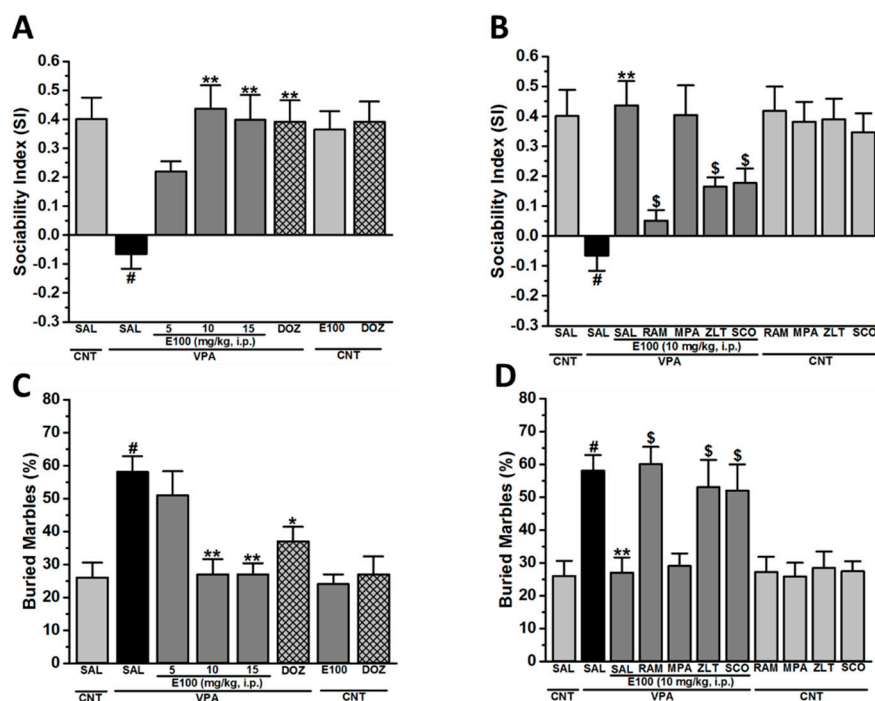 A
Sociability Index (SI)
0.6
0.5
0.4
0.3
0.2
0.1
0.0
-0.1
-0.2
-0.3
#
**
**
**
SAL SAL 5 10 15 DOZ E100 DOZ
E100 (mg/kg, i.p.)
CNT VPA CNT
B
Sociability Index (SI)
0.6
0.5
0.4
0.3
0.2
0.1
0.0
-0.1
-0.2
-0.3
#
**
$
$
$
SAL SAL SAL RAM MPA ZLT SCO RAM MPA ZLT SCO
E100 (10 mg/kg, i.p.)
CNT VPA CNT
C
Buried Marbles (%)
80
70
60
50
40
30
20
10
0
#
**
**
*
SAL SAL 5 10 15 DOZ E100 DOZ
E100 (mg/kg, i.p.)
CNT VPA CNT
D
Buried Marbles (%)
80
70
60
50
40
30
20
10
0
#
**
$
$
$
SAL SAL SAL RAM MPA ZLT SCO RAM MPA ZLT SCO
E100 (10 mg/kg, i.p.)
CNT VPA CNT